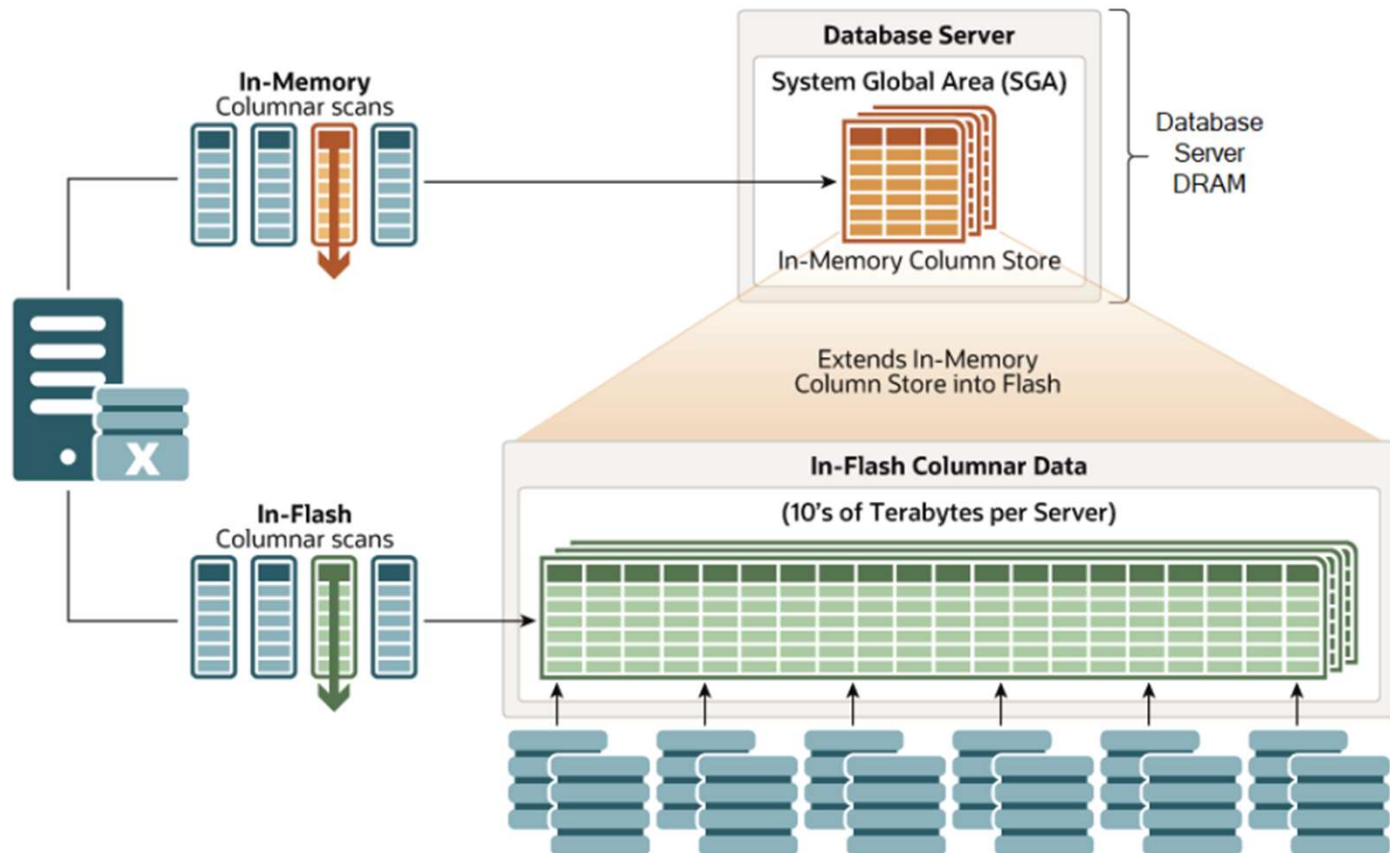 Database Server
System Global Area (SGA)
In-Memory Column Store
Database
Server
DRAM
In-Memory
Columnar scans
Extends In-Memory
Column Store into Flash
X
In-Flash
Columnar scans
In-Flash Columnar Data
(10's of Terabytes per Server)